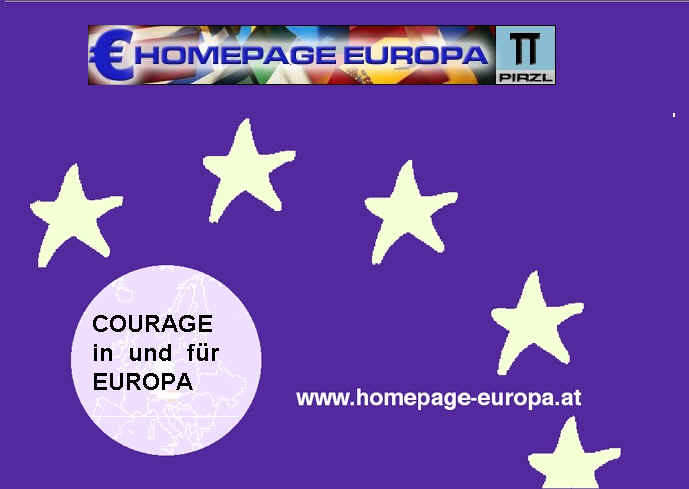 € HOMEPAGE EUROPA
PIRZL
COURAGE
in und für
EUROPA
www.homepage-europa.at